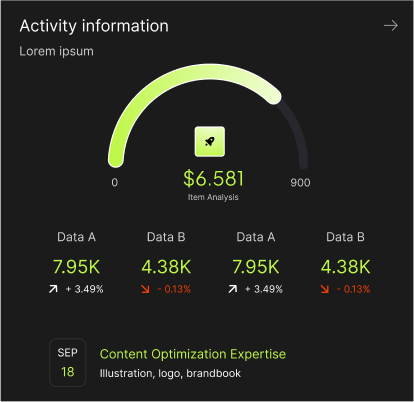 Activity information
Lorem ipsum
0
$6.581
900
Item Analysis
Data A
Data B
Data A
Data B
7.95K
4.38K
7.95K
4.38K
+ 3.49%
- 0.13%
+ 3.49%
- 0.13%
SEP
18
Content Optimization Expertise
Illustration, logo, brandbook